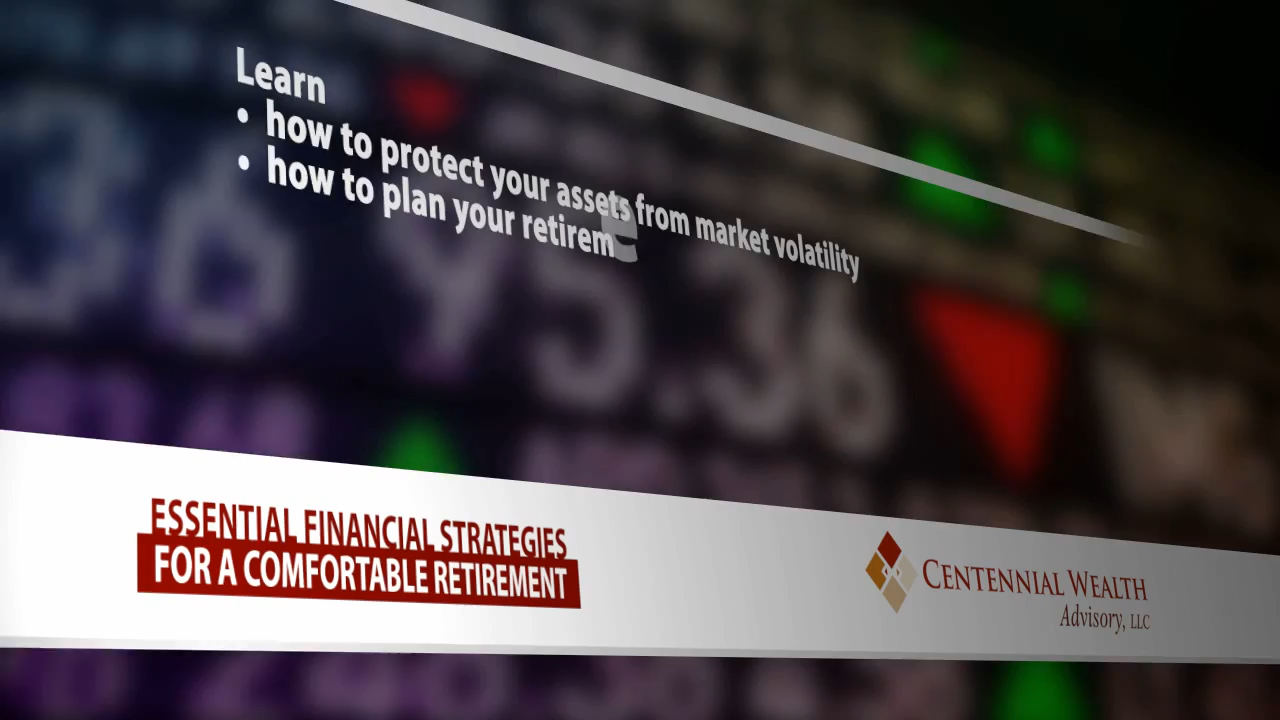 Learn
• how to protect your assets from market volatility
• how to plan your retireme
ESSENTIAL FINANCIAL STRATEGIES
FOR A COMFORTABLE RETIREMENT
CENTENNIAL WEALTH
Advisory, LLC